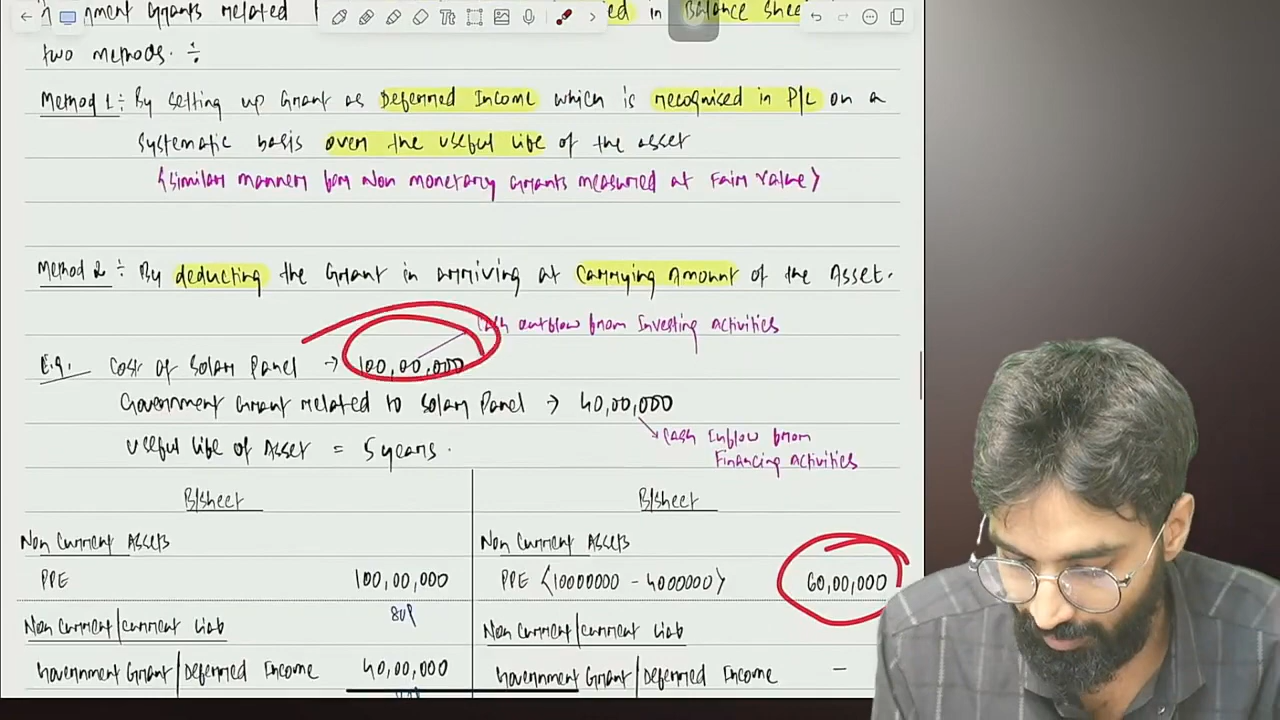 nment Grants related in Balance Shee
two methods. ÷
Method 1 ÷ By setting up Grant as Deferred Income which is recognised in P/L on a
systematic basis over the useful life of the asset
{Similar manner for Non monetary Grants measured at Fair Value}
Method 2 ÷ By deducting the Grant in arriving at Carrying Amount of the Asset.
Cash outflow from Investing activities
E.g. Cost of Solar Panel → 100,00,000
Government Grant related to Solar Panel → 40,00,000
Cash Inflow from
Financing Activities
Useful life of Asset = 5 years.
B/Sheet
Non Current Assets
PPE 100,00,000
Non Current/Current Liab
Government Grant/Deferred Income 40,00,000
B/Sheet
Non Current Assets
PPE {10000000 - 4000000} 60,00,000
Non Current/Current Liab
Government Grant/Deferred Income —